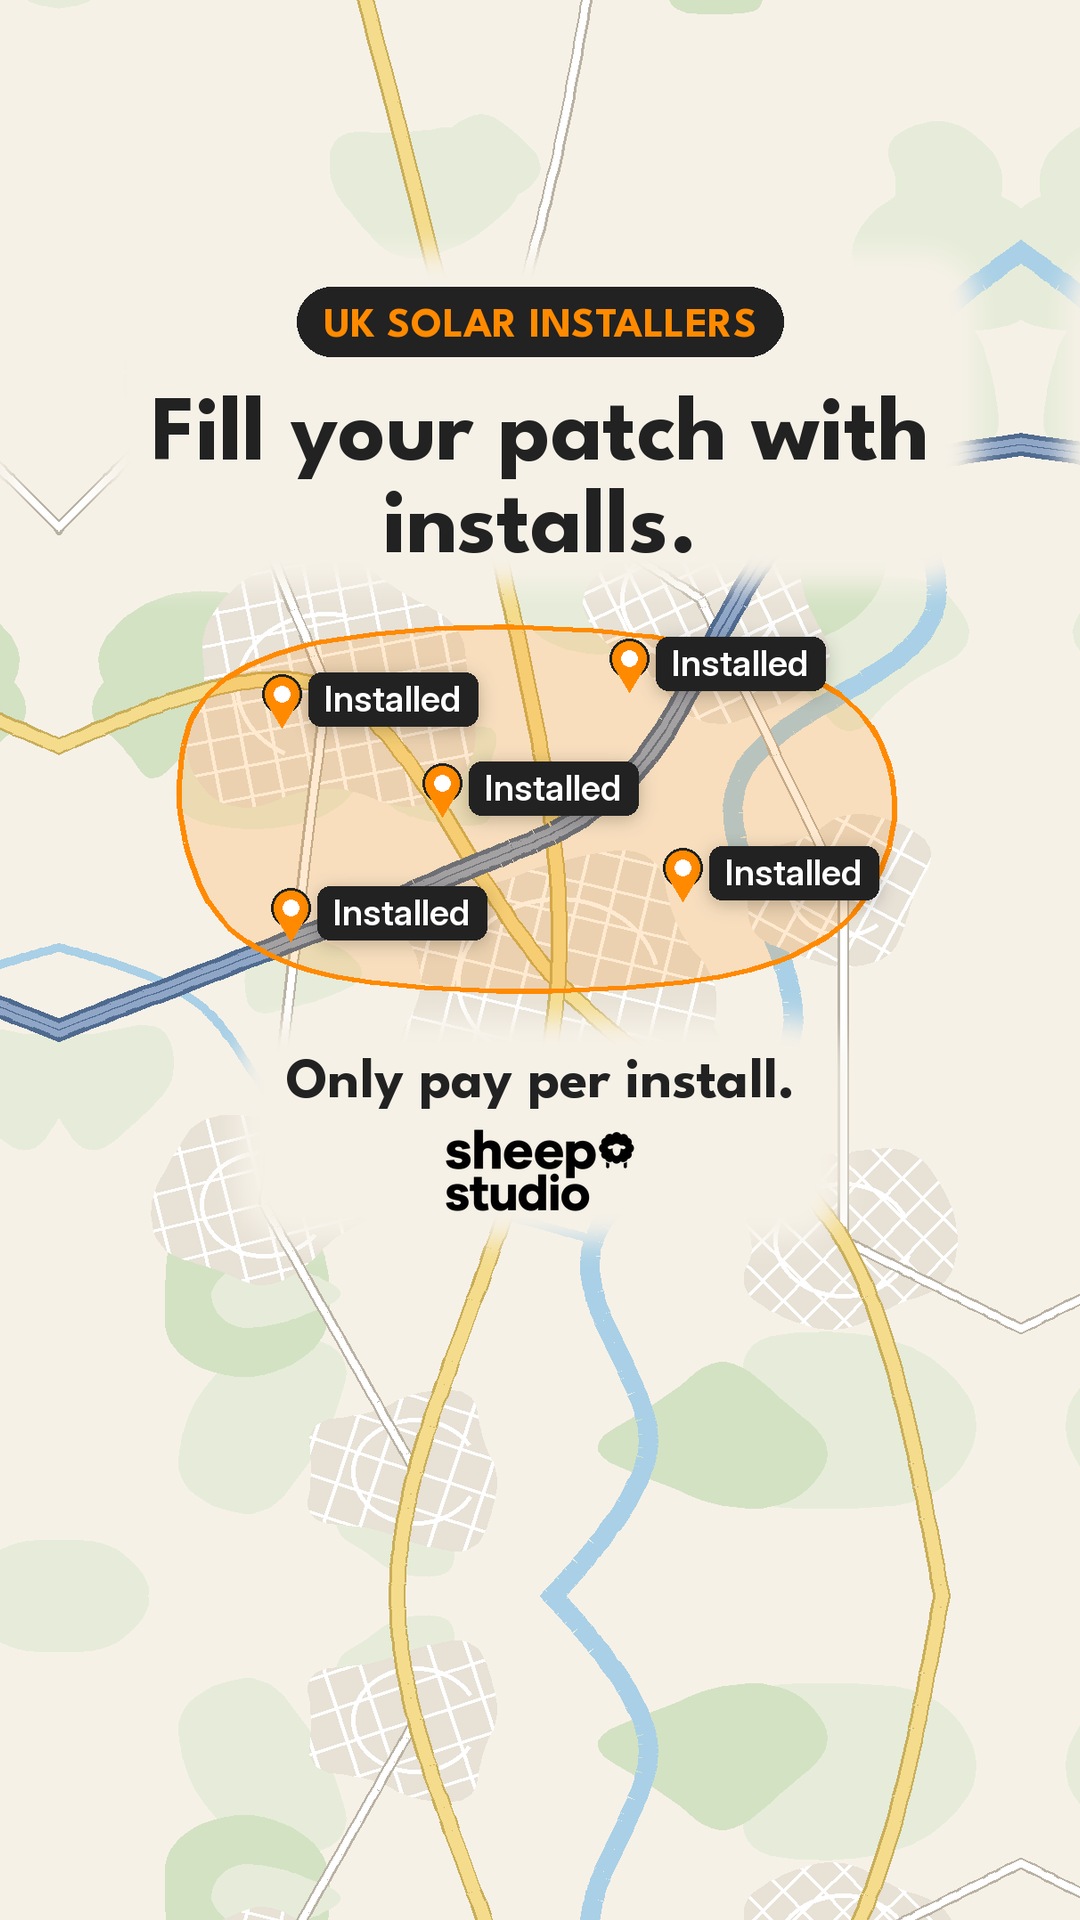 UK SOLAR INSTALLERS
Fill your patch with
installs.
Installed
Installed
Installed
Installed
Installed
Only pay per install.
sheep
studio